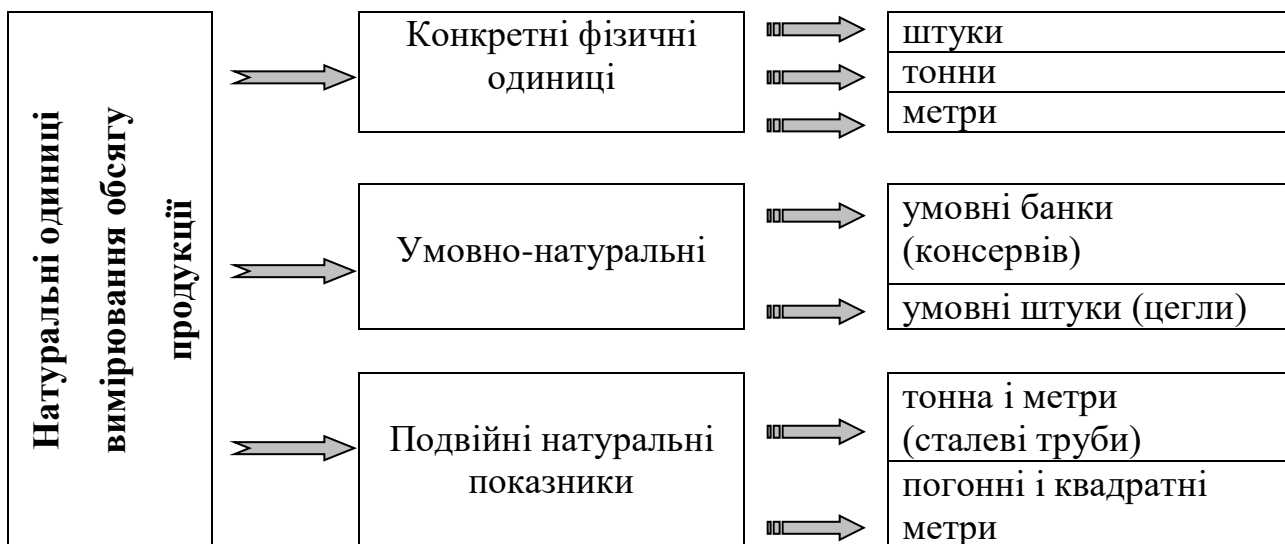 Натуральні одиниці
вимірювання обсягу
продукції
Конкретні фізичні
одиниці
штуки
тонни
метри
Умовно-натуральні
умовні банки
(консервів)
умовні штуки (цегли)
Подвійні натуральні
показники
тонна і метри
(сталеві труби)
погонні і квадратні
метри